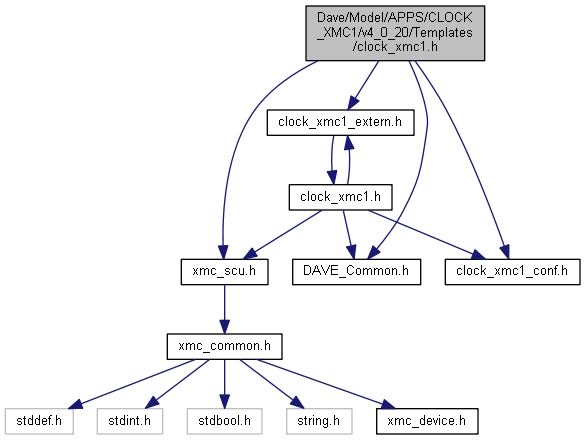 Dave/Model/APPS/CLOCK
_XMC1/v4_0_20/Templates
/clock_xmc1.h
clock_xmc1_extern.h
clock_xmc1.h
xmc_scu.h
DAVE_Common.h
clock_xmc1_conf.h
xmc_common.h
stddef.h
stdint.h
stdbool.h
string.h
xmc_device.h